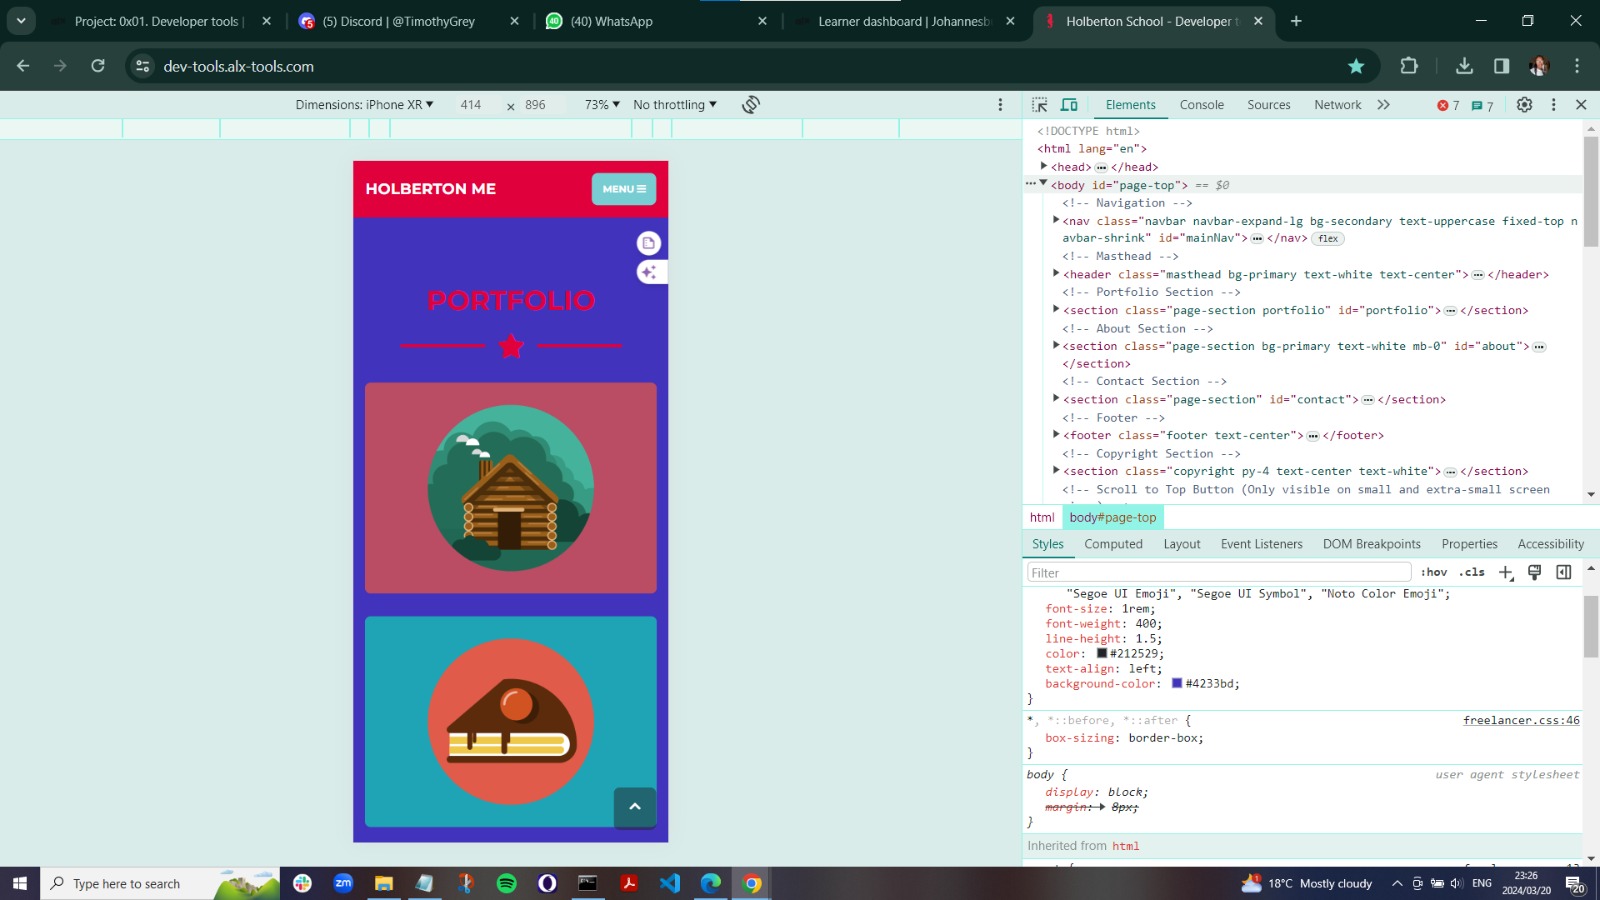 Project: 0x01. Developer tools |
(5) Discord | @TimothyGrey
(40) WhatsApp
Learner dashboard | Johannesb
Holberton School - Developer t
dev-tools.alx-tools.com
Dimensions: iPhone XR 414 x 896 73% No throttling
Elements Console Sources Network 7 7
HOLBERTON ME
MENU
PORTFOLIO
<!DOCTYPE html>
<html lang="en">
<head> </head>
<body id="page-top"> == $0
<!-- Navigation -->
<nav class="navbar navbar-expand-lg bg-secondary text-uppercase fixed-top n
avbar-shrink" id="mainNav"> </nav> flex
<!-- Masthead -->
<header class="masthead bg-primary text-white text-center"> </header>
<!-- Portfolio Section -->
<section class="page-section portfolio" id="portfolio"> </section>
<!-- About Section -->
<section class="page-section bg-primary text-white mb-0" id="about">
</section>
<!-- Contact Section -->
<section class="page-section" id="contact"> </section>
<!-- Footer -->
<footer class="footer text-center"> </footer>
<!-- Copyright Section -->
<section class="copyright py-4 text-center text-white"> </section>
<!-- Scroll to Top Button (Only visible on small and extra-small screen
html body#page-top
Styles Computed Layout Event Listeners DOM Breakpoints Properties Accessibility
Filter :hov .cls
"Segoe UI Emoji", "Segoe UI Symbol", "Noto Color Emoji";
font-size: 1rem;
font-weight: 400;
line-height: 1.5;
color: #212529;
text-align: left;
background-color: #4233bd;
}
*, *::before, *::after { freelancer.css:46
box-sizing: border-box;
}
body { user agent stylesheet
display: block;
margin: 8px;
}
Inherited from html
Type here to search
zm
18°C Mostly cloudy
ENG
23:26
2024/03/20
20